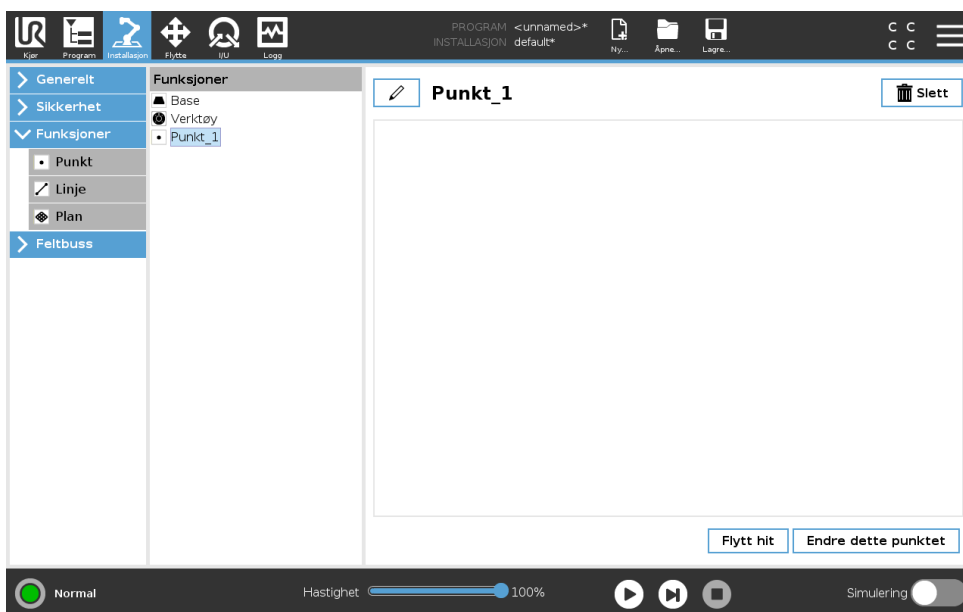 UR
Kjør
Program
Installasjon
Flytte
I/U
Logg
PROGRAM <unnamed>*
INSTALLASJON default*
Ny...
Åpne...
Lagre...
C C
C C
Generelt
Sikkerhet
Funksjoner
Punkt
Linje
Plan
Feltbuss
Funksjoner
Base
Verktøy
Punkt_1
Punkt_1
Slett
Flytt hit
Endre dette punktet
Normal
Hastighet
100%
Simulering